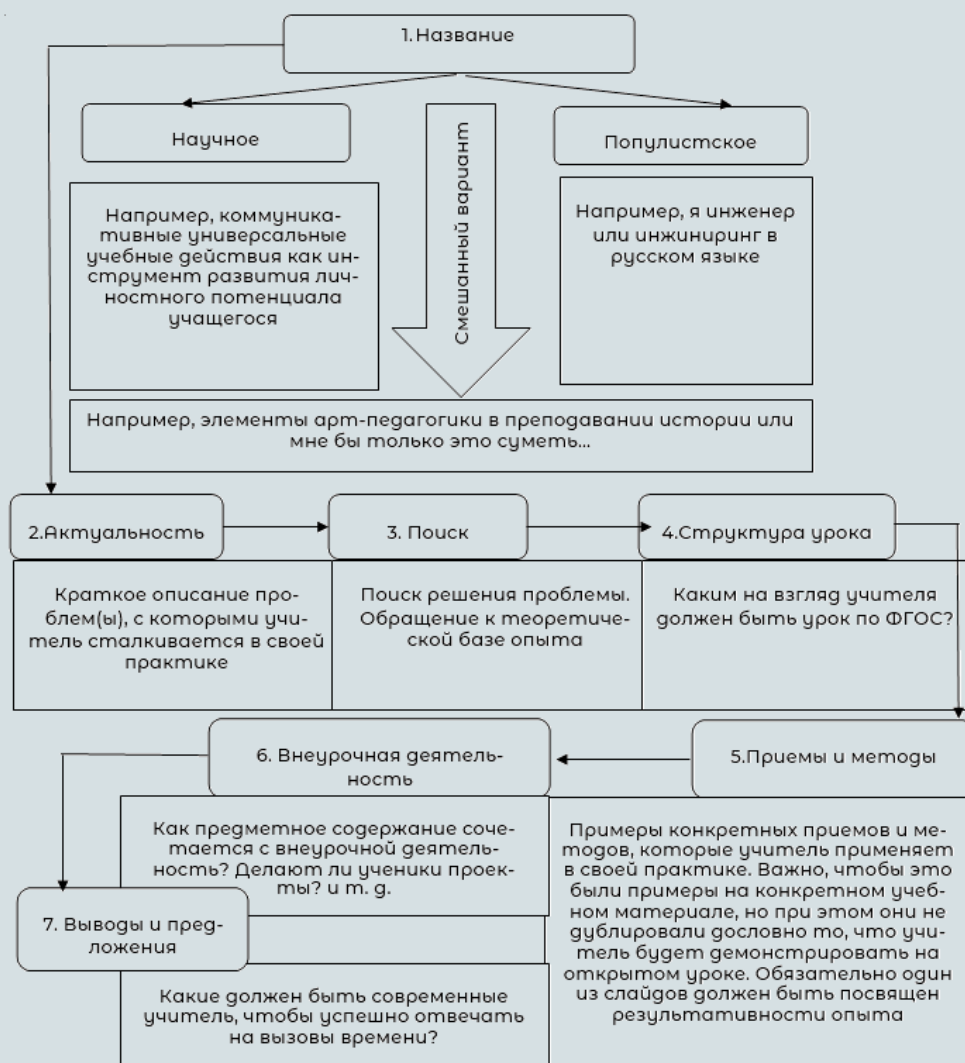 1.Название
Научное
Популистское
Смешанный вариант
Например, коммуника-
тивные универсальные
учебные действия как ин-
струмент развития лич-
ностного потенциала
учащегося
Например, я инженер
или инжиниринг в
русском языке
Например, элементы арт-педагогики в преподавании истории или
мне бы только это суметь...
2.Актуальность
3. Поиск
4.Структура урока
Краткое описание про-
блем(ы), с которыми учи-
тель сталкивается в своей
практике
Поиск решения проблемы.
Обращение к теоретиче-
ской базе опыта
Каким на взгляд учителя
должен быть урок по ФГОС?
5.Приемы и методы
Примеры конкретных приемов и ме-
тодов, которые учитель применяет
в своей практике. Важно, чтобы это
были примеры на конкретном учеб-
ном материале, но при этом они не
дублировали дословно то, что учи-
тель будет демонстрировать на
открытом уроке. Обязательно один
из слайдов должен быть посвящен
результативности опыта
6. Внеурочная деятель-
ность
Как предметное содержание соче-
тается с внеурочной деятель-
ность? Делают ли ученики проек-
ты? и т. д.
7. Выводы и пред-
ложения
Какие должен быть современные
учитель, чтобы успешно отвечать
на вызовы времени?